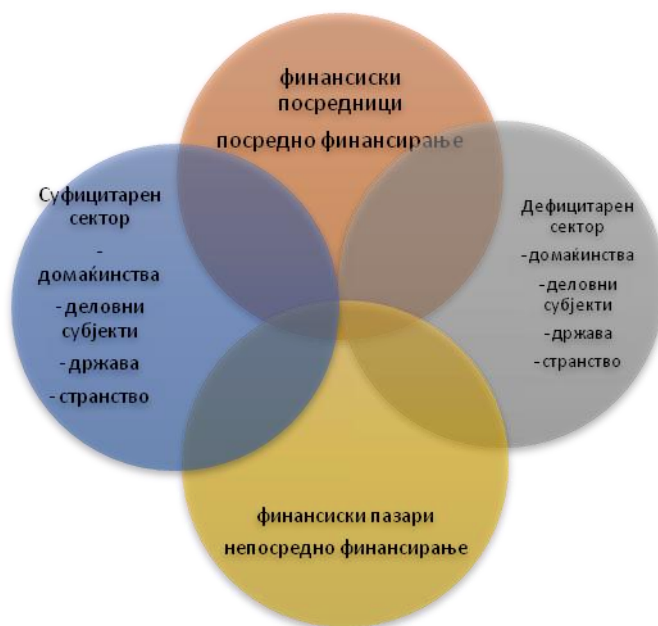 финансиски
посредници
посредно финансирање
Суфицитарен
сектор
-
домаќинства
-деловни
субјекти
-држава
-странство
Дефицитарен
сектор
-домаќинства
-деловни
субјекти
-држава
-странство
финансиски пазари
непосредно финансирање